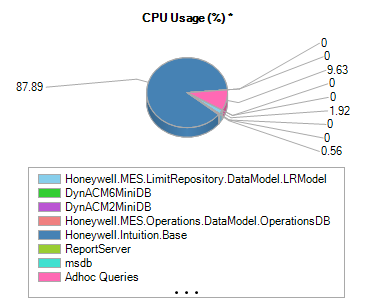 CPU Usage (%) *
0
0
9.63
87.89
0
0
1.92
0
0
0.56
Honeywell.MES.LimitRepository.DataModel.LRModel
DynACM6MiniDB
DynACM2MiniDB
Honeywell.MES.Operations.DataModel.OperationsDB
Honeywell.Intuition.Base
ReportServer
msdb
Adhoc Queries
...